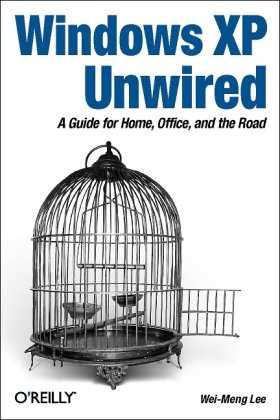 Windows XP
Unwired
A Guide for Home, Office, and the Road
O'REILLY®
Wei-Meng Lee